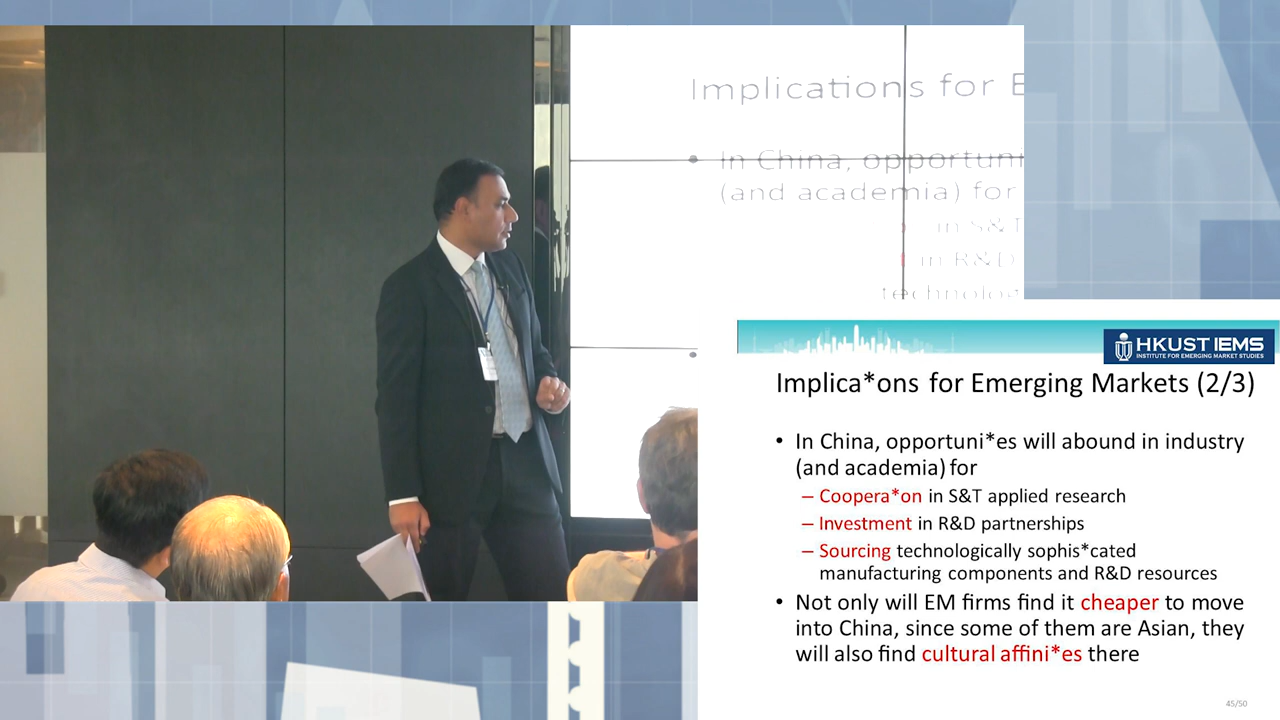 Implications for E
• In China, opportuni
(and academia) for
in S&T
in R&D
technolog
HKUST IEMS
INSTITUTE FOR EMERGING MARKET STUDIES
Implica*ons for Emerging Markets (2/3)
• In China, opportuni*es will abound in industry
(and academia) for
– Coopera*on in S&T applied research
– Investment in R&D partnerships
– Sourcing technologically sophis*cated
manufacturing components and R&D resources
• Not only will EM firms find it cheaper to move
into China, since some of them are Asian, they
will also find cultural affini*es there
45/50